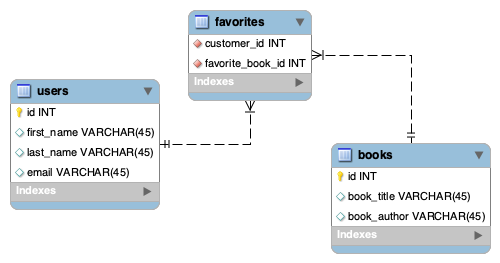 favorites
customer_id INT
favorite_book_id INT
Indexes
users
id INT
first_name VARCHAR(45)
last_name VARCHAR(45)
email VARCHAR(45)
Indexes
books
id INT
book_title VARCHAR(45)
book_author VARCHAR(45)
Indexes